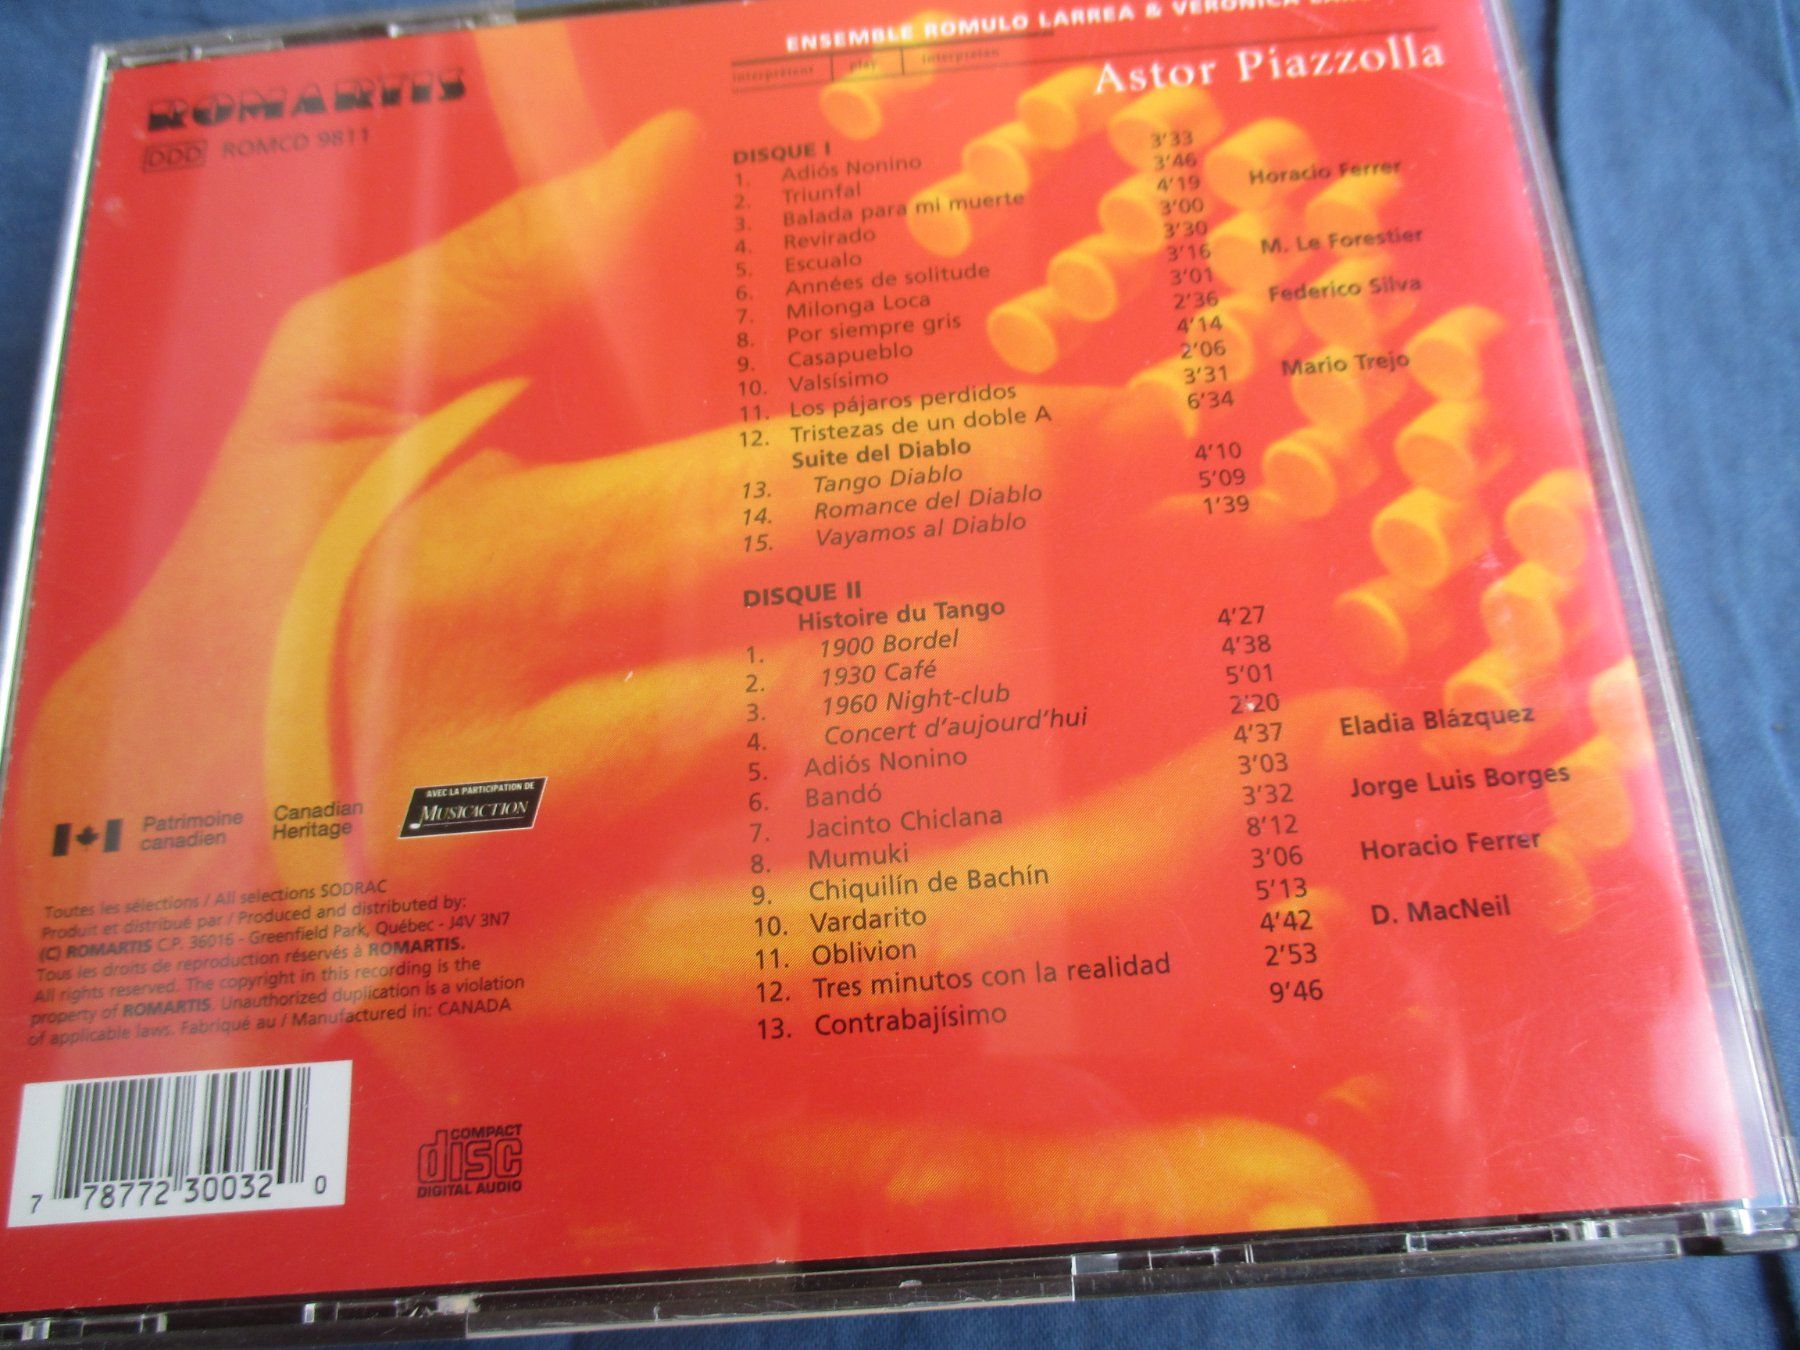 ENSEMBLE ROMULO LARREA & VERÓNICA
interprètent play interpretan
Astor Piazzolla
ROMARTIS
DDD ROMCD 9811
DISQUE I
1. Adiós Nonino 3'33
2. Triunfal 3'46
3. Balada para mi muerte 4'19 Horacio Ferrer
4. Revirado 3'00
5. Escualo 3'30
6. Années de solitude 3'16 M. Le Forestier
7. Milonga Loca 3'01
8. Por siempre gris 2'36 Federico Silva
9. Casapueblo 4'14
10. Valsísimo 2'06
11. Los pájaros perdidos 3'31 Mario Trejo
12. Tristezas de un doble A 6'34
Suite del Diablo
13. Tango Diablo 4'10
14. Romance del Diablo 5'09
15. Vayamos al Diablo 1'39
DISQUE II
Histoire du Tango
1. 1900 Bordel 4'27
2. 1930 Café 4'38
3. 1960 Night-club 5'01
4. Concert d'aujourd'hui 2'20
5. Adiós Nonino 4'37 Eladia Blázquez
6. Bandó 3'03
7. Jacinto Chiclana 3'32 Jorge Luis Borges
8. Mumuki 8'12
9. Chiquilín de Bachín 3'06 Horacio Ferrer
10. Vardarito 5'13
11. Oblivion 4'42 D. MacNeil
12. Tres minutos con la realidad 2'53
13. Contrabajísimo 9'46
Patrimoine canadien
Canadian Heritage
AVEC LA PARTICIPATION DE
MUSICACTION
Toutes les sélections / All selections SODRAC
Produit et distribué par / Produced and distributed by:
(C) ROMARTIS C.P. 36016 - Greenfield Park, Québec - J4V 3N7
Tous les droits de reproduction réservés à ROMARTIS.
All rights reserved. The copyright in this recording is the
property of ROMARTIS. Unauthorized duplication is a violation
of applicable laws. Fabriqué au / Manufactured in: CANADA
7 78772 30032 0
COMPACT
disc
DIGITAL AUDIO